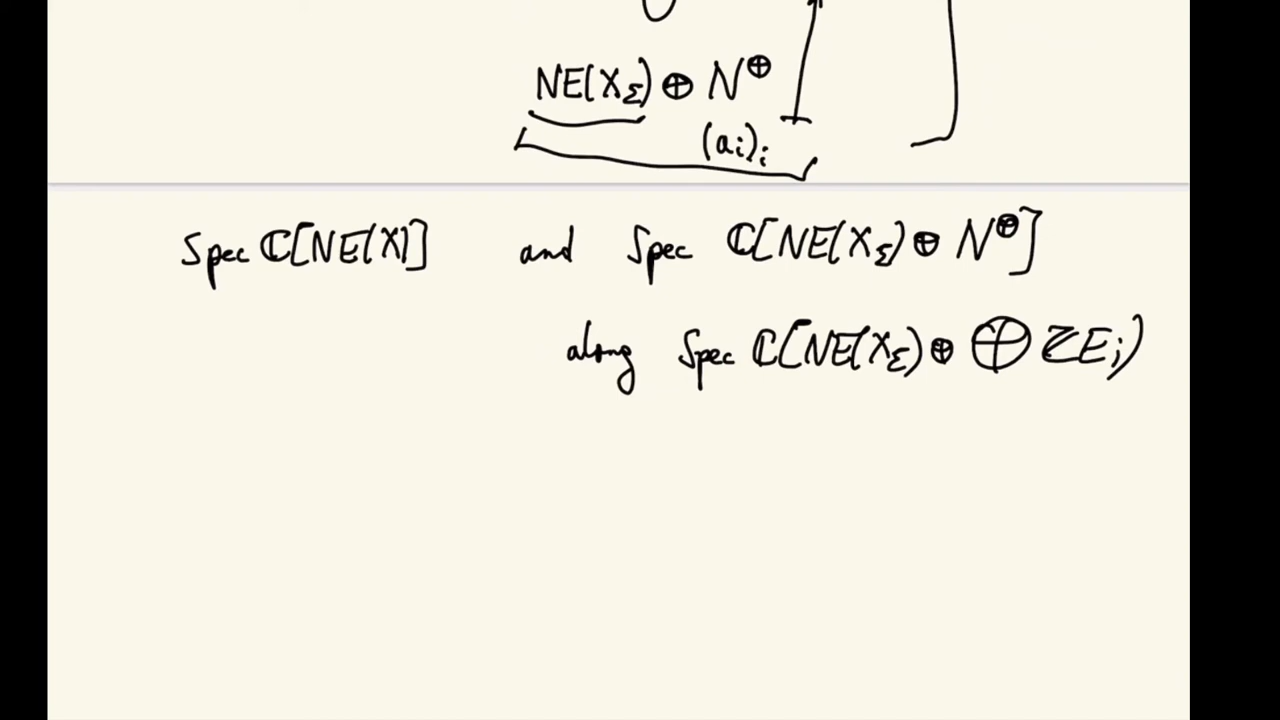 NE(X_Σ) ⊕ N^⊕
(a_i)_i
Spec ℂ[NE(X)] and Spec ℂ[NE(X_Σ) ⊕ N^⊕]
along Spec ℂ[NE(X_Σ) ⊕ ⊕ ℤE_i)